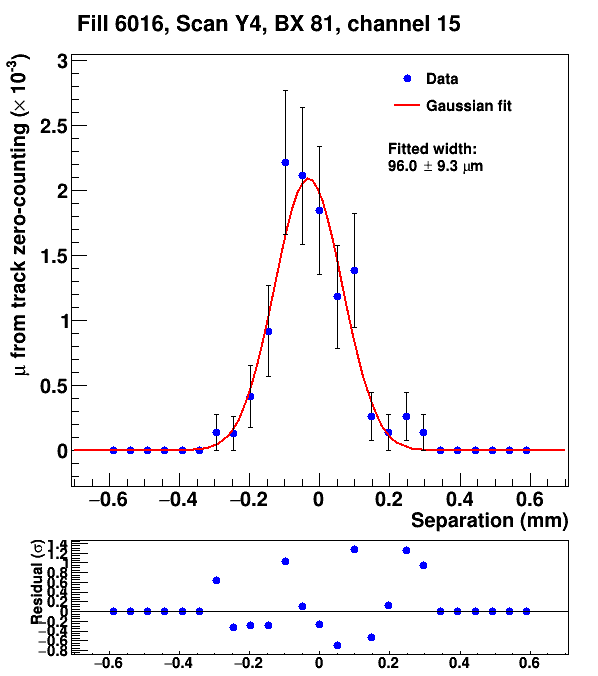 Fill 6016, Scan Y4, BX 81, channel 15
μ from track zero-counting (× 10⁻³)
3
2.5
2
1.5
1
0.5
0
Data
Gaussian fit
Fitted width:
96.0 ± 9.3 μm
−0.6 −0.4 −0.2 0 0.2 0.4 0.6
Separation (mm)
Residual (σ)
1.4
1.2
1
0.8
0.6
0.4
0.2
0
−0.2
−0.4
−0.6
−0.8
−0.6 −0.4 −0.2 0 0.2 0.4 0.6